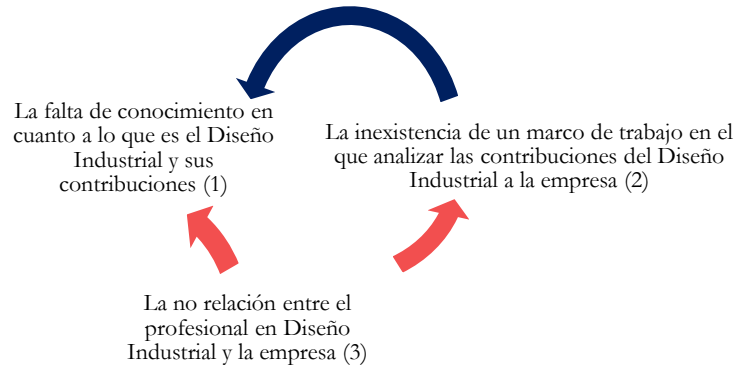 La falta de conocimiento en
cuanto a lo que es el Diseño
Industrial y sus
contribuciones (1)
La inexistencia de un marco de trabajo en el
que analizar las contribuciones del Diseño
Industrial a la empresa (2)
La no relación entre el
profesional en Diseño
Industrial y la empresa (3)